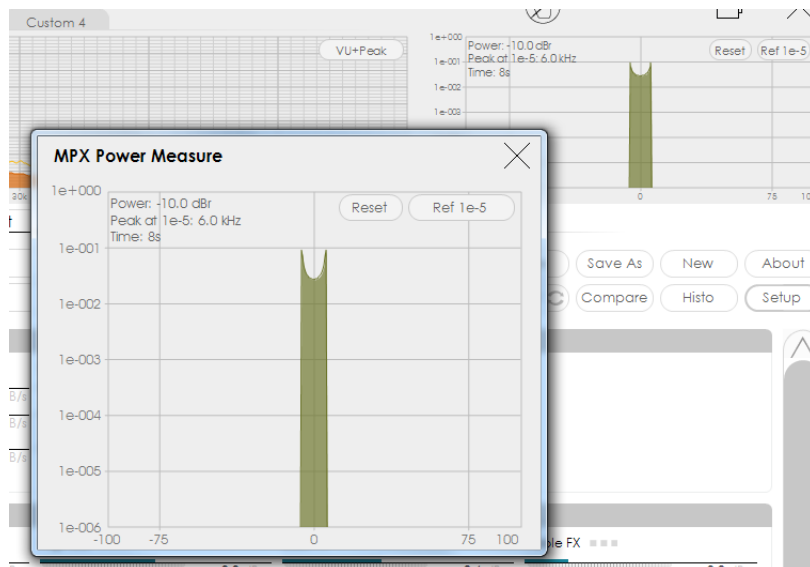 Custom 4
VU+Peak
1e+000
Power: -10.0 dBr
Peak at 1e-5: 6.0 kHz
Time: 8s
Reset
Ref 1e-5
1e-001
1e-002
1e-003
30k
0
75
MPX Power Measure
1e+000
Power: -10.0 dBr
Peak at 1e-5: 6.0 kHz
Time: 8s
Reset
Ref 1e-5
1e-001
1e-002
1e-003
1e-004
1e-005
1e-006
-100
-75
0
75
100
Save As
New
About
Compare
Histo
Setup
B/s
B/s
B/s
ple FX